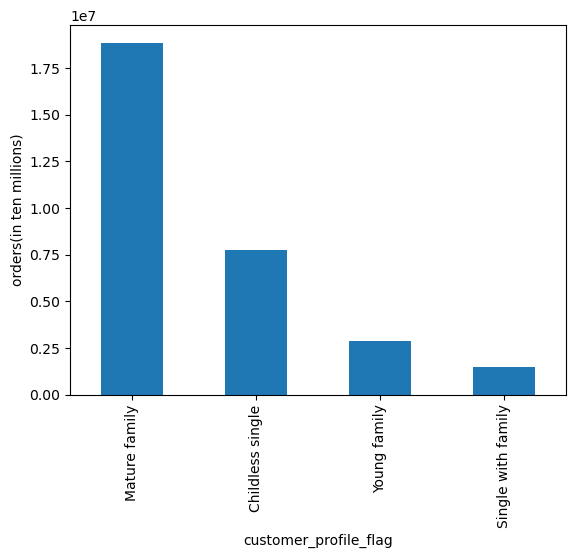 1e7
1.75
1.50
1.25
1.00
0.75
0.50
0.25
0.00
orders(in ten millions)
Mature family
Childless single
Young family
Single with family
customer_profile_flag